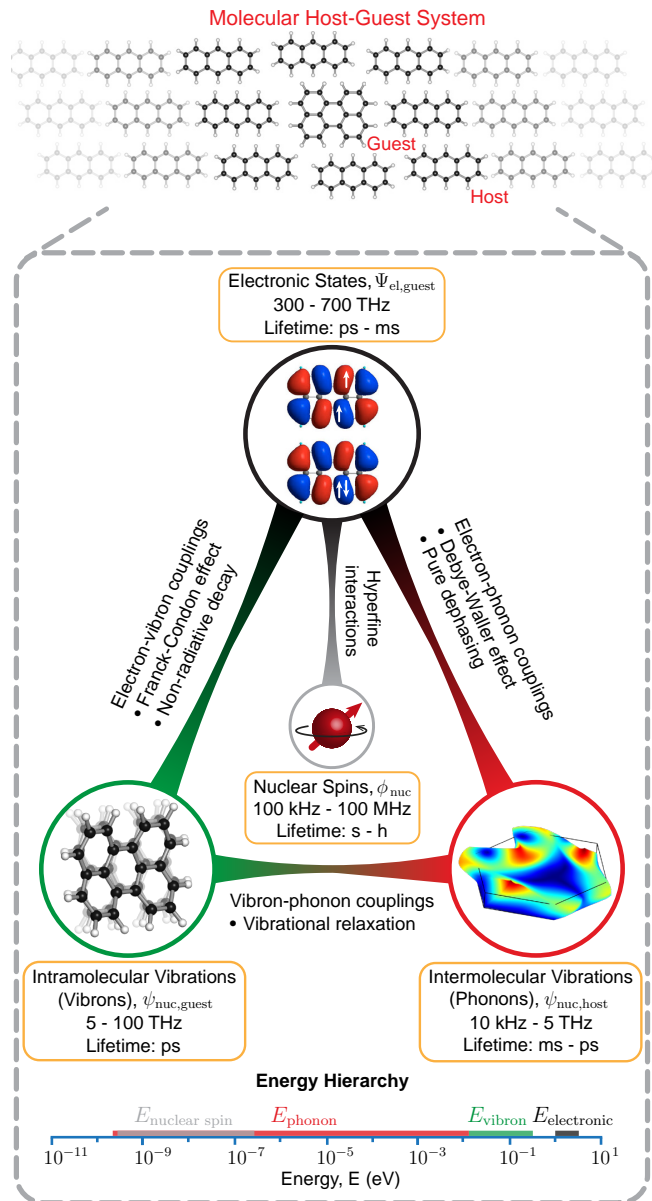 Molecular Host-Guest System
Guest
Host
Electronic States, Ψel,guest
300 - 700 THz
Lifetime: ps - ms
Electron-vibron couplings
• Franck-Condon effect
• Non-radiative decay
Hyperfine
interactions
Electron-phonon couplings
• Debye-Waller effect
• Pure dephasing
Nuclear Spins, ϕnuc
100 kHz - 100 MHz
Lifetime: s - h
Vibron-phonon couplings
• Vibrational relaxation
Intramolecular Vibrations
(Vibrons), ψnuc,guest
5 - 100 THz
Lifetime: ps
Intermolecular Vibrations
(Phonons), ψnuc,host
10 kHz - 5 THz
Lifetime: ms - ps
Energy Hierarchy
Enuclear spin Ephonon Evibron Eelectronic
10⁻¹¹ 10⁻⁹ 10⁻⁷ 10⁻⁵ 10⁻³ 10⁻¹ 10¹
Energy, E (eV)